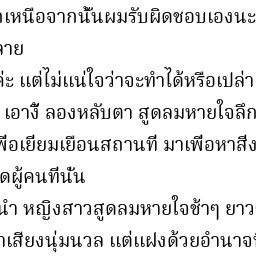 เหนือจากนั้นผมรับผิดชอบเองนะ
ลาย
ค่ะ แต่ไม่แน่ใจว่าจะทำได้หรือเปล่า
เอางี้ ลองหลับตา สูดลมหายใจลึก
พื่อเยี่ยมเยือนสถานที่ มาเพื่อหาสิ่ง
ดผู้คนที่นั่น
นำ หญิงสาวสูดลมหายใจช้าๆ ยาว
าเสียงนุ่มนวล แต่แฝงด้วยอำนาจ